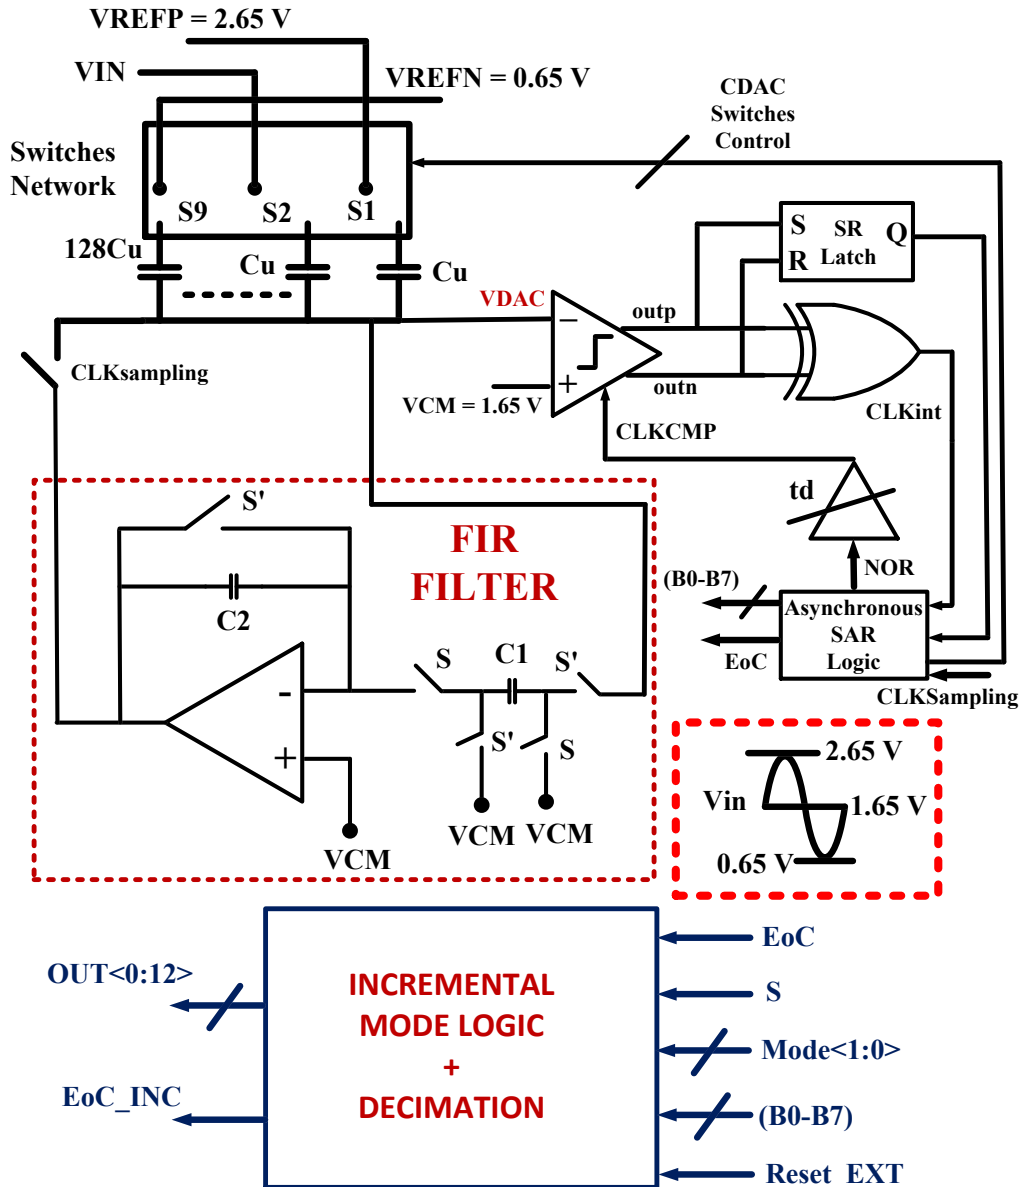 VREFP = 2.65 V
VIN
VREFN = 0.65 V
CDAC
Switches
Control
Switches
Network
S9
S2
S1
128Cu
Cu
Cu
S
SR
Q
R
Latch
VDAC
outp
−
+
outn
VCM = 1.65 V
CLKsampling
CLKint
CLKCMP
td
NOR
(B0-B7)
Asynchronous
SAR
Logic
EoC
CLKSampling
S'
FIR
FILTER
C2
S
C1
S'
-
+
S'
S
VCM
VCM
VCM
2.65 V
Vin
1.65 V
0.65 V
OUT<0:12>
EoC_INC
INCREMENTAL
MODE LOGIC
+
DECIMATION
EoC
S
Mode<1:0>
(B0-B7)
Reset_EXT